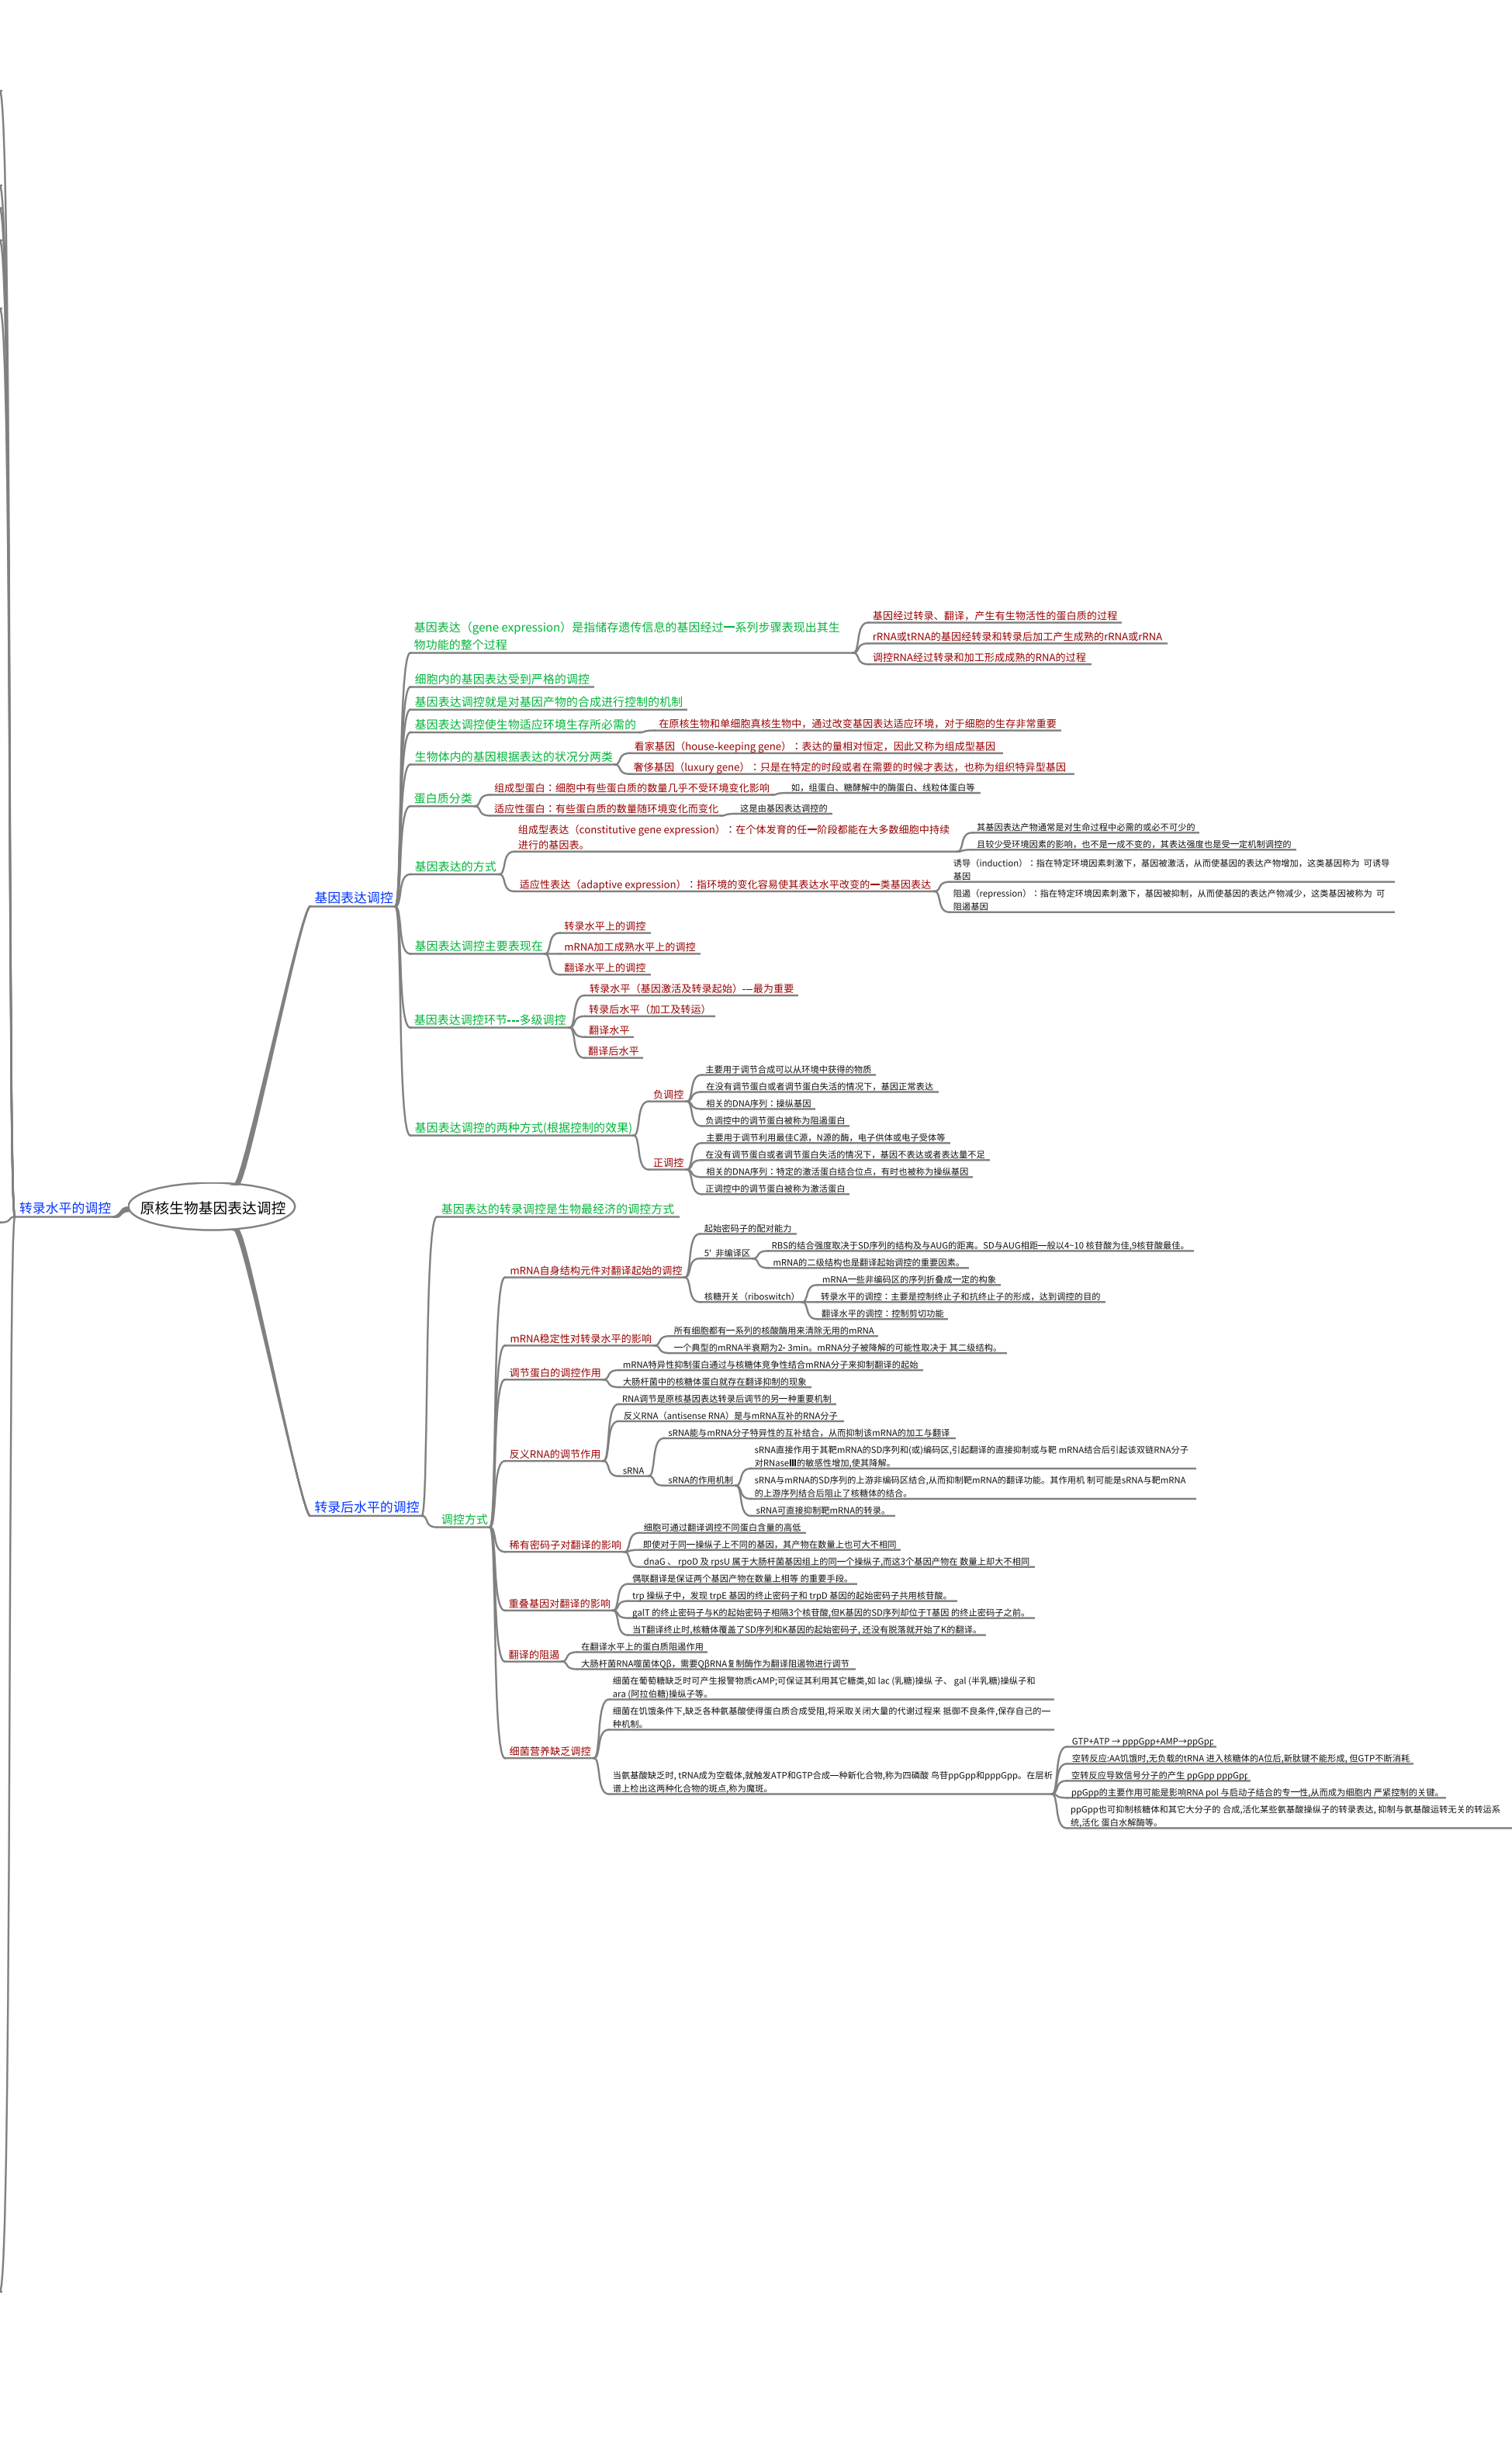 原核生物基因表达调控
转录水平的调控
基因表达调控
基因表达（gene expression）是指储存遗传信息的基因经过一系列步骤表现出其生
物功能的整个过程
基因经过转录、翻译，产生有生物活性的蛋白质的过程
rRNA或tRNA的基因经转录和转录后加工产生成熟的rRNA或rRNA
调控RNA经过转录和加工形成成熟的RNA的过程
细胞内的基因表达受到严格的调控
基因表达调控就是对基因产物的合成进行控制的机制
基因表达调控使生物适应环境生存所必需的
在原核生物和单细胞真核生物中，通过改变基因表达适应环境，对于细胞的生存非常重要
生物体内的基因根据表达的状况分两类
看家基因（house-keeping gene）：表达的量相对恒定，因此又称为组成型基因
奢侈基因（luxury gene）：只是在特定的时段或者在需要的时候才表达，也称为组织特异型基因
蛋白质分类
组成型蛋白：细胞中有些蛋白质的数量几乎不受环境变化影响
如，组蛋白、糖酵解中的酶蛋白、线粒体蛋白等
适应性蛋白：有些蛋白质的数量随环境变化而变化
这是由基因表达调控的
基因表达的方式
组成型表达（constitutive gene expression）：在个体发育的任一阶段都能在大多数细胞中持续
进行的基因表。
其基因表达产物通常是对生命过程中必需的或必不可少的
且较少受环境因素的影响，也不是一成不变的，其表达强度也是受一定机制调控的
适应性表达（adaptive expression）：指环境的变化容易使其表达水平改变的一类基因表达
诱导（induction）：指在特定环境因素刺激下，基因被激活，从而使基因的表达产物增加，这类基因称为 可诱导
基因
阻遏（repression）：指在特定环境因素刺激下，基因被抑制，从而使基因的表达产物减少，这类基因被称为 可
阻遏基因
基因表达调控主要表现在
转录水平上的调控
mRNA加工成熟水平上的调控
翻译水平上的调控
基因表达调控环节---多级调控
转录水平（基因激活及转录起始）-—最为重要
转录后水平（加工及转运）
翻译水平
翻译后水平
基因表达调控的两种方式(根据控制的效果)
负调控
主要用于调节合成可以从环境中获得的物质
在没有调节蛋白或者调节蛋白失活的情况下，基因正常表达
相关的DNA序列：操纵基因
负调控中的调节蛋白被称为阻遏蛋白
正调控
主要用于调节利用最佳C源，N源的酶，电子供体或电子受体等
在没有调节蛋白或者调节蛋白失活的情况下，基因不表达或者表达量不足
相关的DNA序列：特定的激活蛋白结合位点，有时也被称为操纵基因
正调控中的调节蛋白被称为激活蛋白
转录后水平的调控
基因表达的转录调控是生物最经济的调控方式
调控方式
mRNA自身结构元件对翻译起始的调控
起始密码子的配对能力
5' 非编译区
RBS的结合强度取决于SD序列的结构及与AUG的距离。SD与AUG相距一般以4~10 核苷酸为佳,9核苷酸最佳。
mRNA的二级结构也是翻译起始调控的重要因素。
核糖开关（riboswitch）
mRNA一些非编码区的序列折叠成一定的构象
转录水平的调控：主要是控制终止子和抗终止子的形成，达到调控的目的
翻译水平的调控：控制剪切功能
mRNA稳定性对转录水平的影响
所有细胞都有一系列的核酸酶用来清除无用的mRNA
一个典型的mRNA半衰期为2- 3min。mRNA分子被降解的可能性取决于 其二级结构。
调节蛋白的调控作用
mRNA特异性抑制蛋白通过与核糖体竞争性结合mRNA分子来抑制翻译的起始
大肠杆菌中的核糖体蛋白就存在翻译抑制的现象
反义RNA的调节作用
RNA调节是原核基因表达转录后调节的另一种重要机制
反义RNA（antisense RNA）是与mRNA互补的RNA分子
sRNA
sRNA能与mRNA分子特异性的互补结合，从而抑制该mRNA的加工与翻译
sRNA的作用机制
sRNA直接作用于其靶mRNA的SD序列和(或)编码区,引起翻译的直接抑制或与靶 mRNA结合后引起该双链RNA分子
对RNaseⅢ的敏感性增加,使其降解。
sRNA与mRNA的SD序列的上游非编码区结合,从而抑制靶mRNA的翻译功能。其作用机 制可能是sRNA与靶mRNA
的上游序列结合后阻止了核糖体的结合。
sRNA可直接抑制靶mRNA的转录。
稀有密码子对翻译的影响
细胞可通过翻译调控不同蛋白含量的高低
即使对于同一操纵子上不同的基因，其产物在数量上也可大不相同
dnaG 、 rpoD 及 rpsU 属于大肠杆菌基因组上的同一个操纵子,而这3个基因产物在 数量上却大不相同
重叠基因对翻译的影响
偶联翻译是保证两个基因产物在数量上相等 的重要手段。
trp 操纵子中，发现 trpE 基因的终止密码子和 trpD 基因的起始密码子共用核苷酸。
galT 的终止密码子与K的起始密码子相隔3个核苷酸,但K基因的SD序列却位于T基因 的终止密码子之前。
当T翻译终止时,核糖体覆盖了SD序列和K基因的起始密码子, 还没有脱落就开始了K的翻译。
翻译的阻遏
在翻译水平上的蛋白质阻遏作用
大肠杆菌RNA噬菌体Qβ，需要QβRNA复制酶作为翻译阻遏物进行调节
细菌营养缺乏调控
细菌在葡萄糖缺乏时可产生报警物质cAMP;可保证其利用其它糖类,如 lac (乳糖)操纵 子、 gal (半乳糖)操纵子和
ara (阿拉伯糖)操纵子等。
细菌在饥饿条件下,缺乏各种氨基酸使得蛋白质合成受阻,将采取关闭大量的代谢过程来 抵御不良条件,保存自己的一
种机制。
当氨基酸缺乏时, tRNA成为空载体,就触发ATP和GTP合成一种新化合物,称为四磷酸 鸟苷ppGpp和pppGpp。在层析
谱上检出这两种化合物的斑点,称为魔斑。
GTP+ATP → pppGpp+AMP→ppGpp
空转反应:AA饥饿时,无负载的tRNA 进入核糖体的A位后,新肽键不能形成, 但GTP不断消耗
空转反应导致信号分子的产生 ppGpp pppGpp
ppGpp的主要作用可能是影响RNA pol 与启动子结合的专一性,从而成为细胞内 严紧控制的关键。
ppGpp也可抑制核糖体和其它大分子的 合成,活化某些氨基酸操纵子的转录表达, 抑制与氨基酸运转无关的转运系
统,活化 蛋白水解酶等。